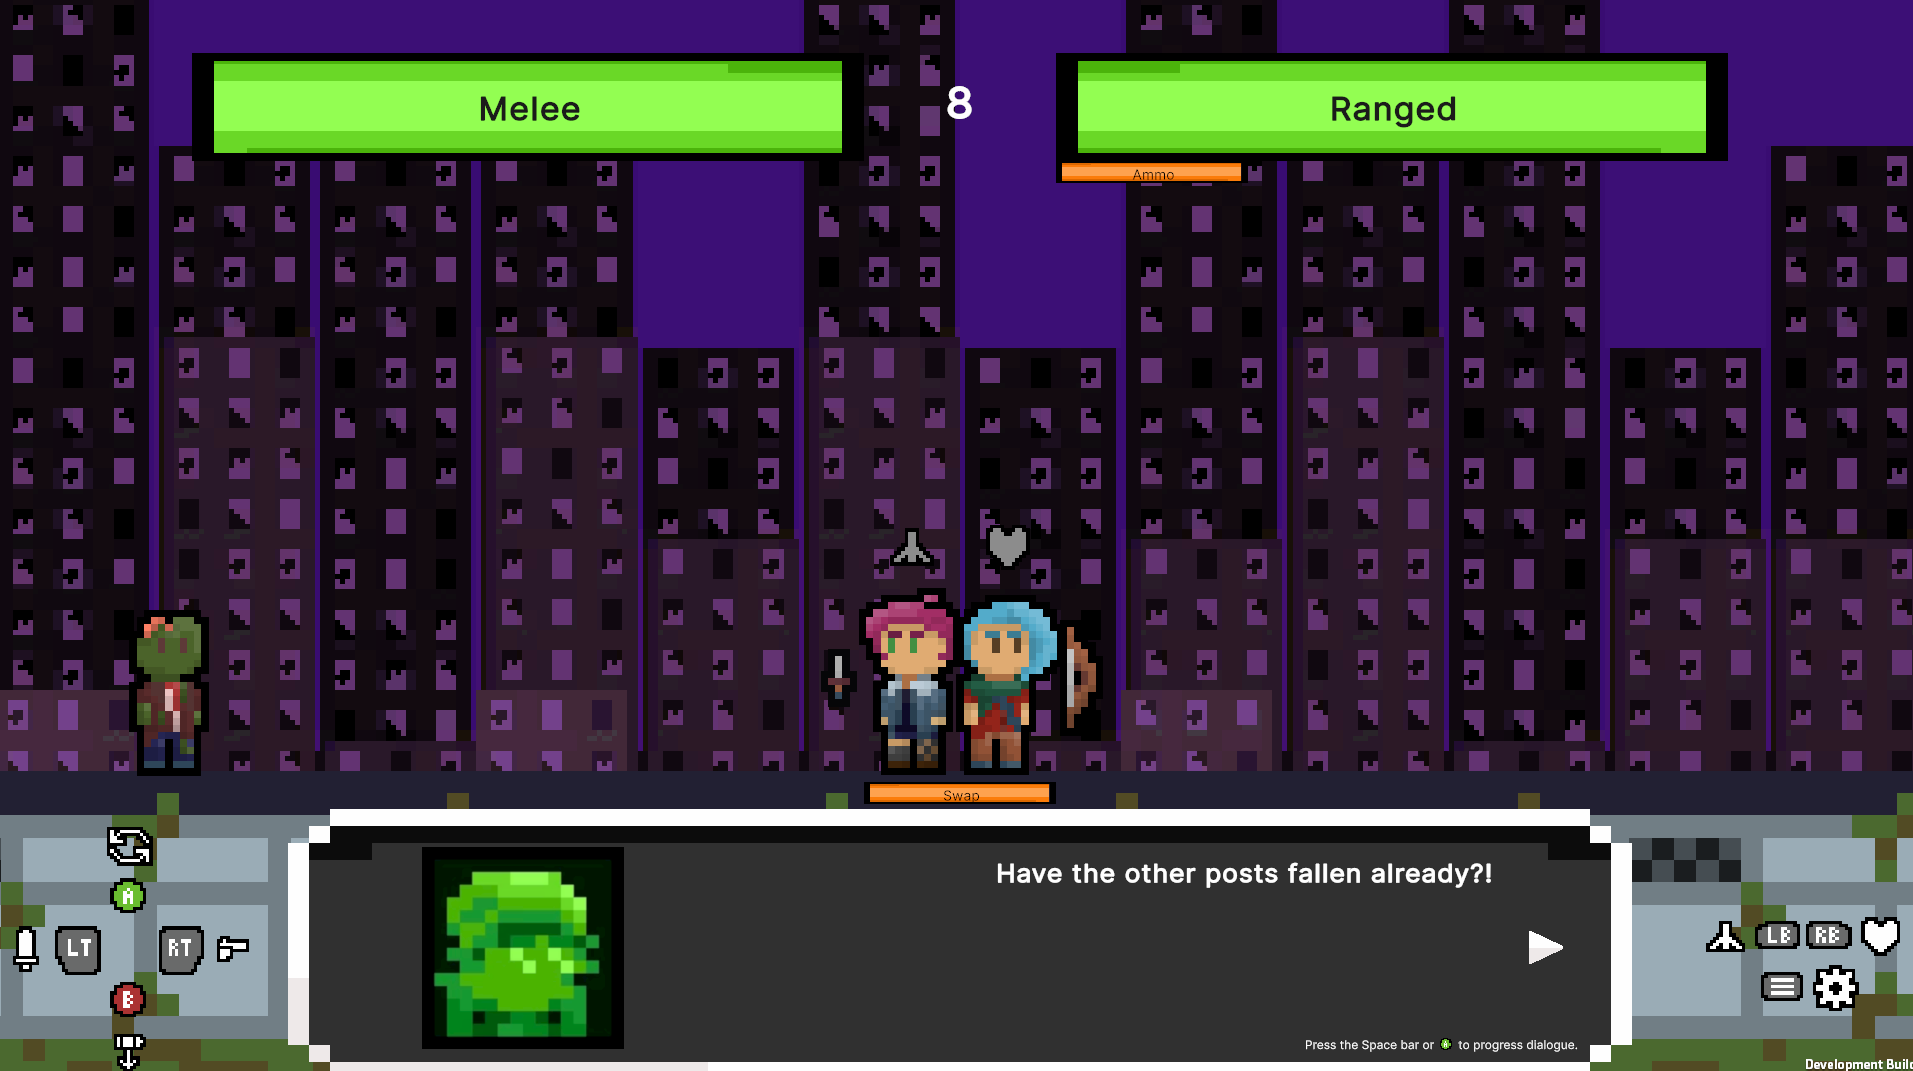 Melee
8
Ranged
Ammo
Swap
A
LT
RT
B
Have the other posts fallen already?!
LB
RB
Press the Space bar or A to progress dialogue.
Development Build